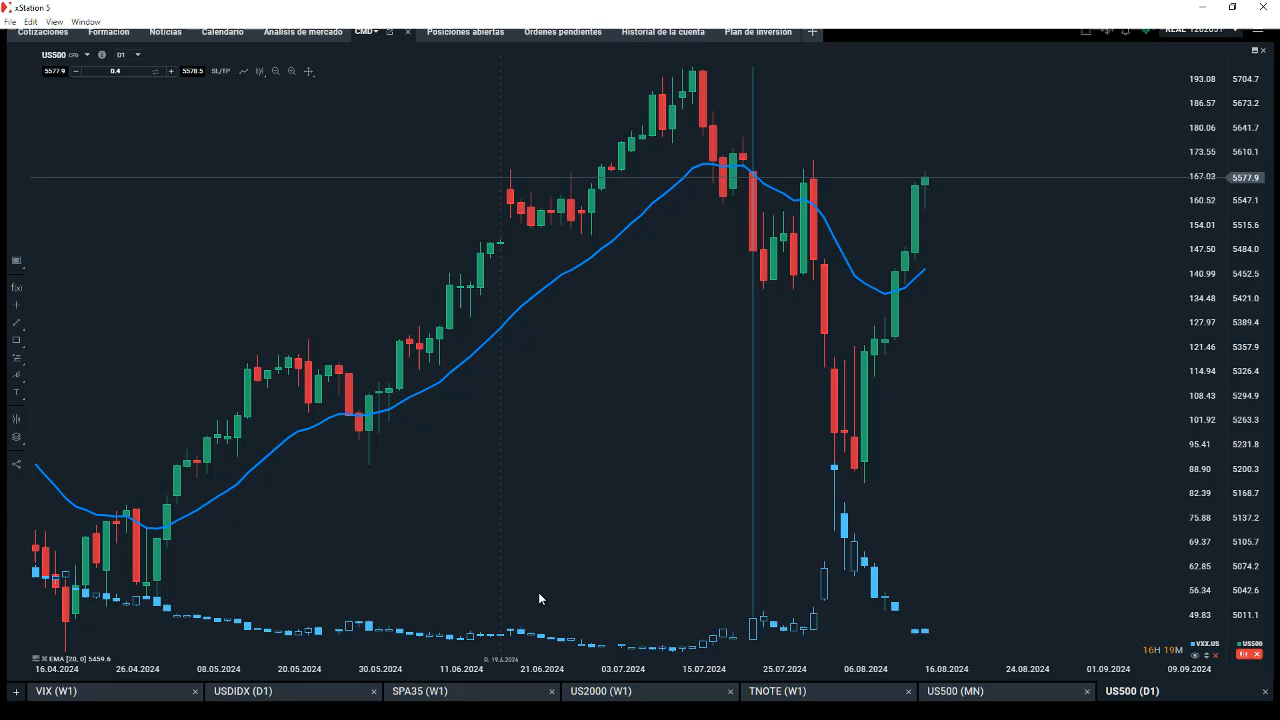 xStation 5
File Edit View Window
Cotizaciones Formación Noticias Calendario Análisis de mercado CMD Posiciones abiertas Órdenes pendientes Historial de la cuenta Plan de inversión +
US500 CFD D1
5577.9 − 0.4 + 5578.5 SL/TP
193.08 5704.7
186.57 5673.2
180.06 5641.7
173.55 5610.1
167.03 5577.9
160.52 5547.1
154.01 5515.6
147.50 5484.0
140.99 5452.5
134.48 5421.0
127.97 5389.4
121.46 5357.9
114.94 5326.4
108.43 5294.9
101.92 5263.3
95.41 5231.8
88.90 5200.3
82.39 5168.7
75.88 5137.2
69.37 5105.7
62.85 5074.2
56.34 5042.6
49.83 5011.1
f(x)
T
VXX.US US500
16H 19M
EMA [20, 0] 5459.6
R. 19.6.2024
16.04.2024 26.04.2024 08.05.2024 20.05.2024 30.05.2024 11.06.2024 21.06.2024 03.07.2024 15.07.2024 25.07.2024 06.08.2024 16.08.2024 24.08.2024 01.09.2024 09.09.2024
+ VIX (W1) × USDIDX (D1) × SPA35 (W1) × US2000 (W1) × TNOTE (W1) × US500 (MN) × US500 (D1) ×